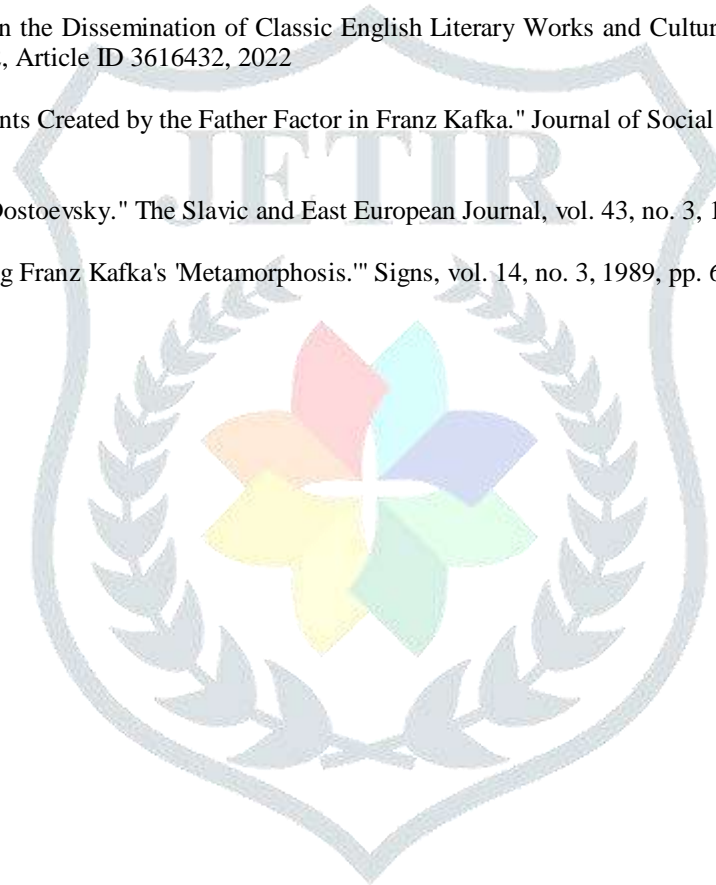 n the Dissemination of Classic English Literary Works and Cultur
, Article ID 3616432, 2022
nts Created by the Father Factor in Franz Kafka." Journal of Social
JETIR
Dostoevsky." The Slavic and East European Journal, vol. 43, no. 3, 1
g Franz Kafka's 'Metamorphosis.'" Signs, vol. 14, no. 3, 1989, pp. 6